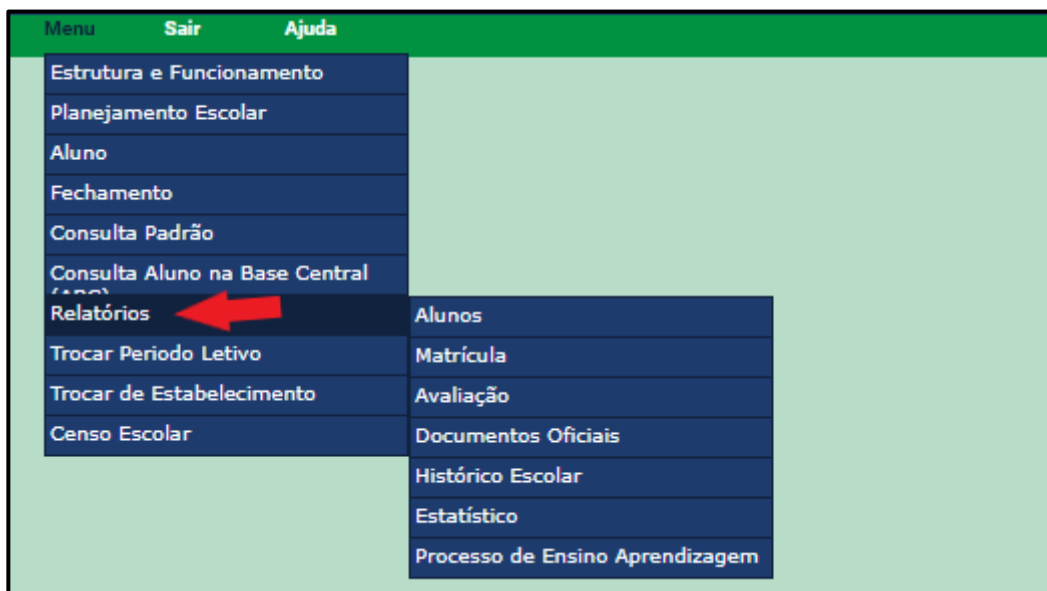 Menu Sair Ajuda
Estrutura e Funcionamento
Planejamento Escolar
Aluno
Fechamento
Consulta Padrão
Consulta Aluno na Base Central
Relatórios
Trocar Periodo Letivo
Trocar de Estabelecimento
Censo Escolar
Alunos
Matrícula
Avaliação
Documentos Oficiais
Histórico Escolar
Estatístico
Processo de Ensino Aprendizagem